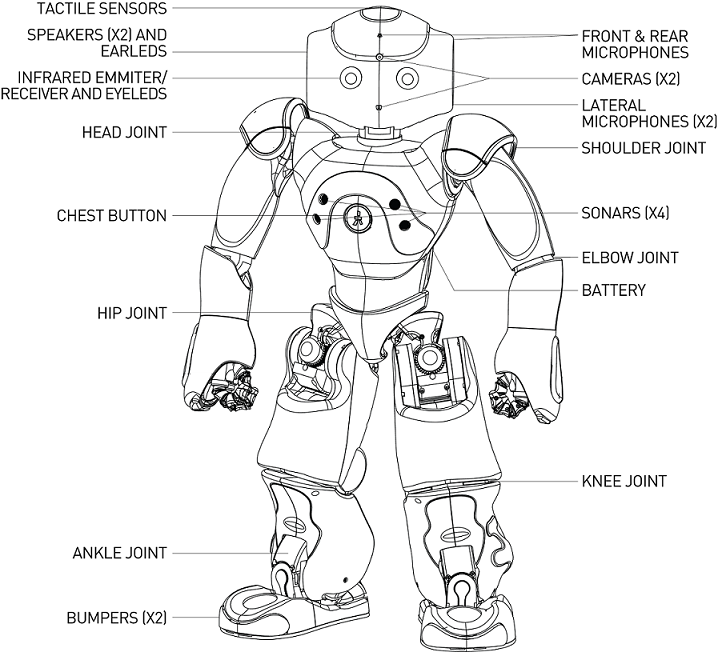 TACTILE SENSORS
SPEAKERS (X2) AND
EARLEDS
INFRARED EMMITER/
RECEIVER AND EYELEDS
HEAD JOINT
CHEST BUTTON
HIP JOINT
ANKLE JOINT
BUMPERS (X2)
FRONT & REAR
MICROPHONES
CAMERAS (X2)
LATERAL
MICROPHONES (X2)
SHOULDER JOINT
SONARS (X4)
ELBOW JOINT
BATTERY
KNEE JOINT